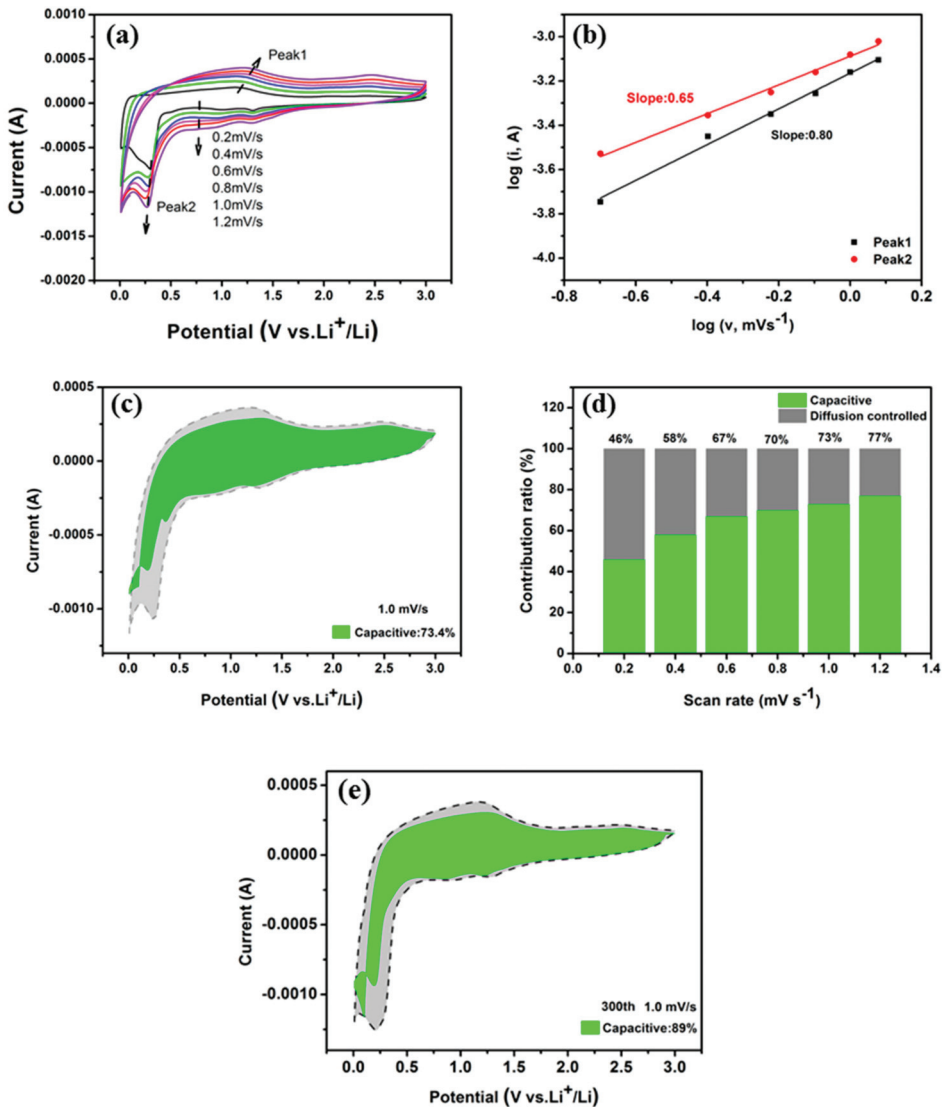 (a)
0.0010
0.0005
0.0000
-0.0005
-0.0010
-0.0015
-0.0020
Current (A)
Peak1
0.2mV/s
0.4mV/s
0.6mV/s
0.8mV/s
1.0mV/s
1.2mV/s
Peak2
0.0 0.5 1.0 1.5 2.0 2.5 3.0
Potential (V vs.Li⁺/Li)
(b)
-3.0
-3.2
-3.4
-3.8
-4.0
log (i, A)
Slope:0.65
Slope:0.80
Peak1
Peak2
-0.8 -0.6 -0.4 -0.2 0.0 0.2
log (v, mVs⁻¹)
(c)
0.0005
0.0000
-0.0005
-0.0010
Current (A)
1.0 mV/s
Capacitive:73.4%
0.0 0.5 1.0 1.5 2.0 2.5 3.0
Potential (V vs.Li⁺/Li)
(d)
Capacitive
Diffusion controlled
120
100
80
60
40
20
0
Contribution ratio (%)
46% 58% 67% 70% 73% 77%
0.0 0.2 0.4 0.6 0.8 1.0 1.2 1.4
Scan rate (mV s⁻¹)
(e)
0.0005
0.0000
-0.0005
-0.0010
Current (A)
300th 1.0 mV/s
Capacitive:89%
0.0 0.5 1.0 1.5 2.0 2.5 3.0
Potential (V vs.Li⁺/Li)